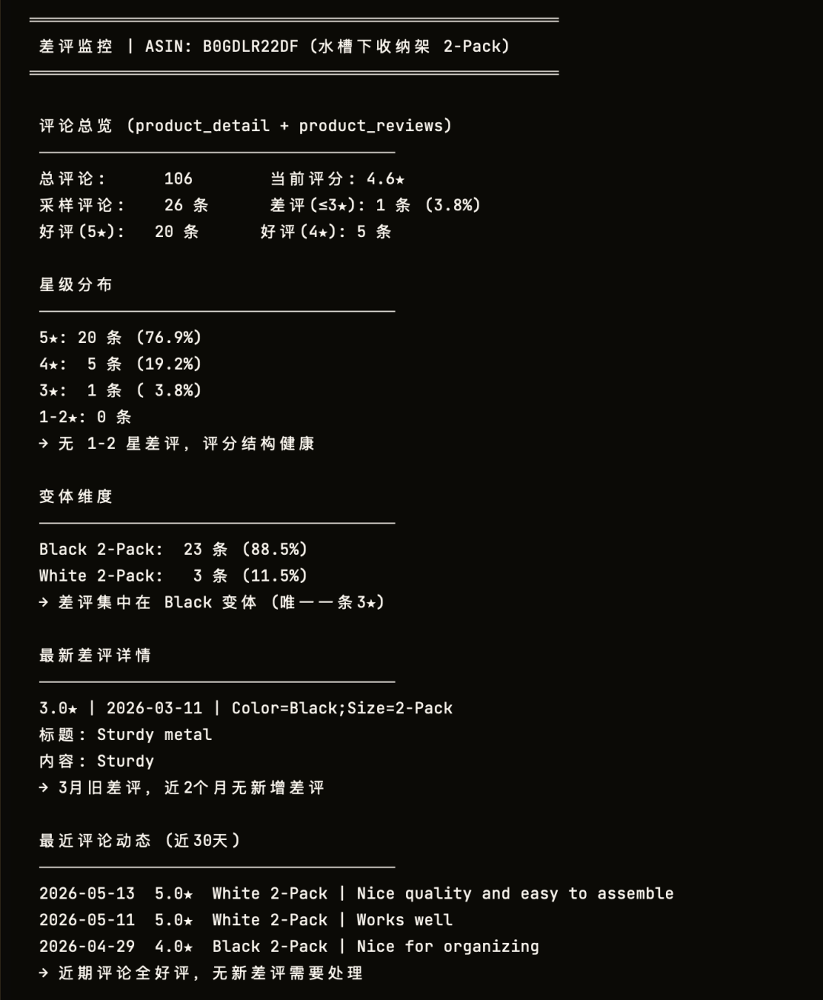 差评监控 | ASIN: B0GDLR22DF (水槽下收纳架 2-Pack)
评论总览 (product_detail + product_reviews)
总评论: 106 当前评分: 4.6★
采样评论: 26 条 差评(≤3★): 1 条 (3.8%)
好评(5★): 20 条 好评(4★): 5 条
星级分布
5★: 20 条 (76.9%)
4★: 5 条 (19.2%)
3★: 1 条 ( 3.8%)
1-2★: 0 条
→ 无 1-2 星差评, 评分结构健康
变体维度
Black 2-Pack: 23 条 (88.5%)
White 2-Pack: 3 条 (11.5%)
→ 差评集中在 Black 变体 (唯一一条3★)
最新差评详情
3.0★ | 2026-03-11 | Color=Black;Size=2-Pack
标题: Sturdy metal
内容: Sturdy
→ 3月旧差评, 近2个月无新增差评
最近评论动态 (近30天)
2026-05-13 5.0★ White 2-Pack | Nice quality and easy to assemble
2026-05-11 5.0★ White 2-Pack | Works well
2026-04-29 4.0★ Black 2-Pack | Nice for organizing
→ 近期评论全好评, 无新差评需要处理